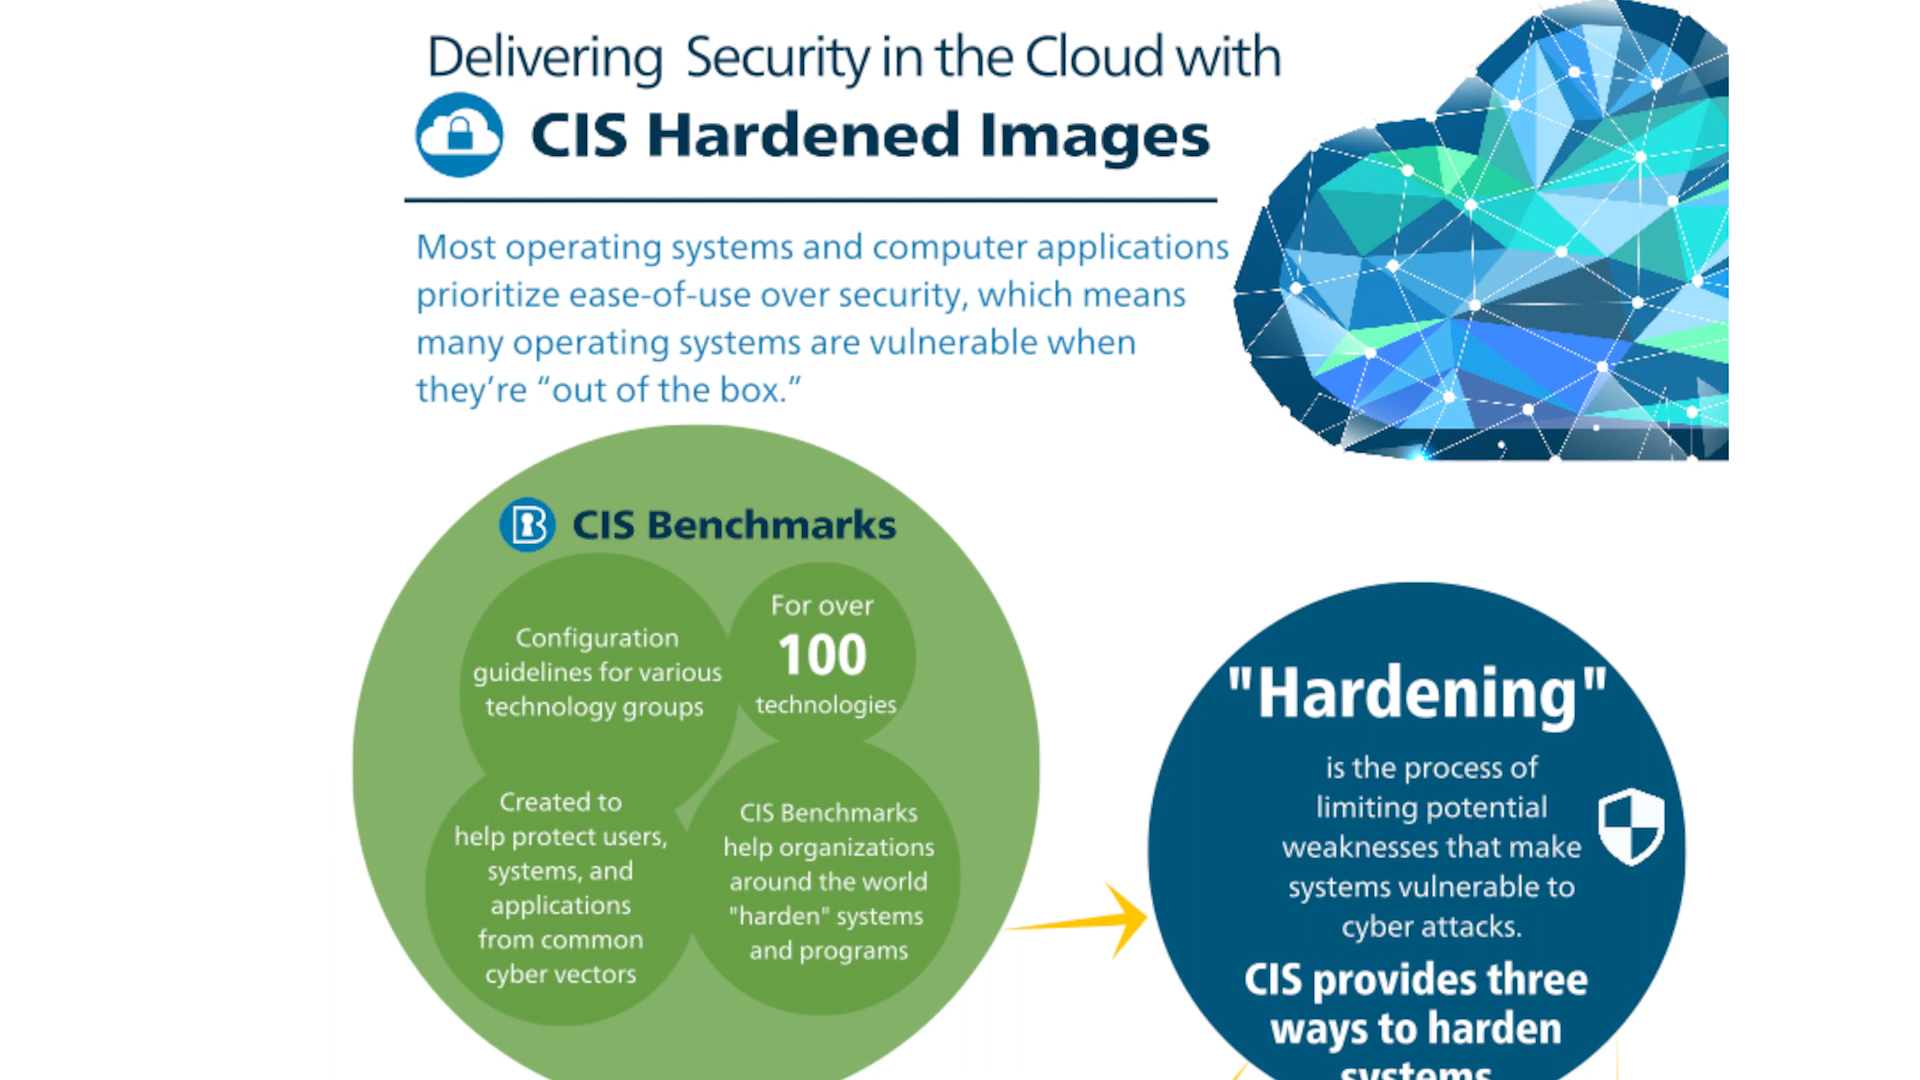 Delivering Security in the Cloud with
CIS Hardened Images
Most operating systems and computer applications
prioritize ease-of-use over security, which means
many operating systems are vulnerable when
they’re “out of the box.”
CIS Benchmarks
Configuration
guidelines for various
technology groups
For over
100
technologies
Created to
help protect users,
systems, and
applications
from common
cyber vectors
CIS Benchmarks
help organizations
around the world
"harden" systems
and programs
"Hardening"
is the process of
limiting potential
weaknesses that make
systems vulnerable to
cyber attacks.
CIS provides three
ways to harden
systems